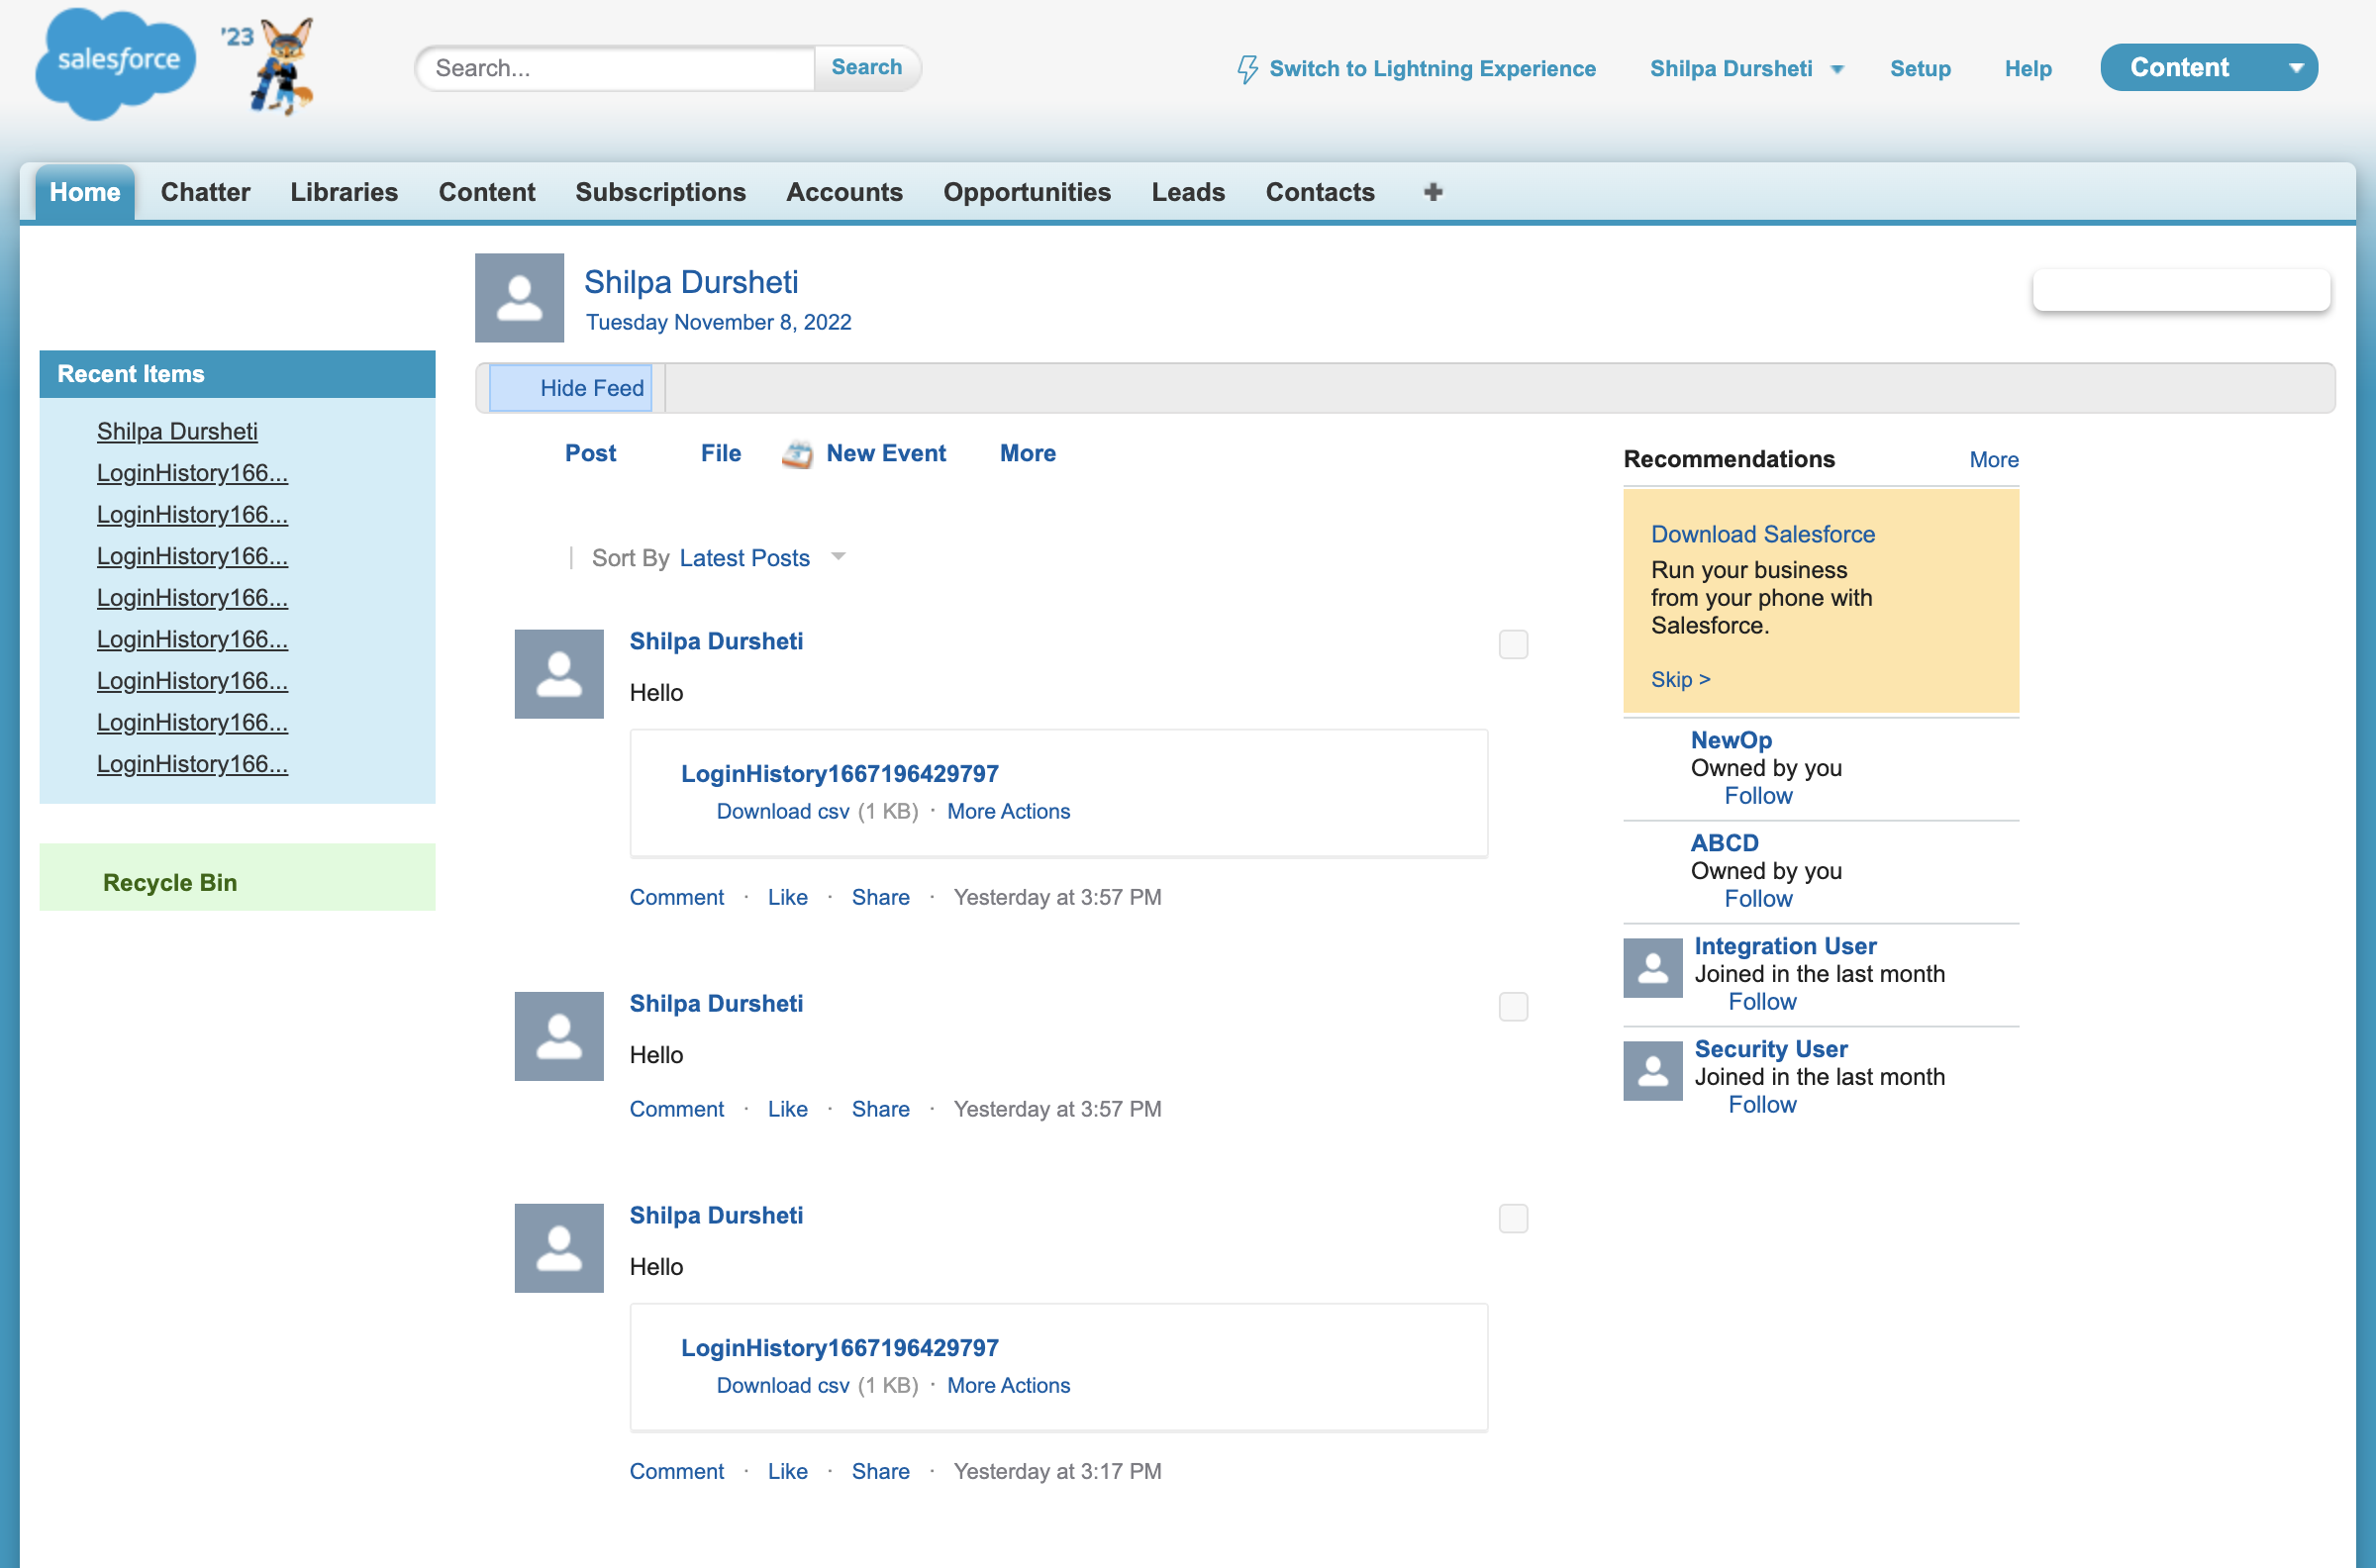 salesforce
'23
Search...
Search
Switch to Lightning Experience
Shilpa Dursheti
Setup
Help
Content
Home
Chatter
Libraries
Content
Subscriptions
Accounts
Opportunities
Leads
Contacts
Shilpa Dursheti
Tuesday November 8, 2022
Recent Items
Shilpa Dursheti
LoginHistory166...
LoginHistory166...
LoginHistory166...
LoginHistory166...
LoginHistory166...
LoginHistory166...
LoginHistory166...
LoginHistory166...
Recycle Bin
Hide Feed
Post
File
New Event
More
Sort By Latest Posts
Shilpa Dursheti
Hello
LoginHistory1667196429797
Download csv (1 KB) · More Actions
Comment · Like · Share · Yesterday at 3:57 PM
Shilpa Dursheti
Hello
Comment · Like · Share · Yesterday at 3:57 PM
Shilpa Dursheti
Hello
LoginHistory1667196429797
Download csv (1 KB) · More Actions
Comment · Like · Share · Yesterday at 3:17 PM
Recommendations
More
Download Salesforce
Run your business
from your phone with
Salesforce.
Skip >
NewOp
Owned by you
Follow
ABCD
Owned by you
Follow
Integration User
Joined in the last month
Follow
Security User
Joined in the last month
Follow